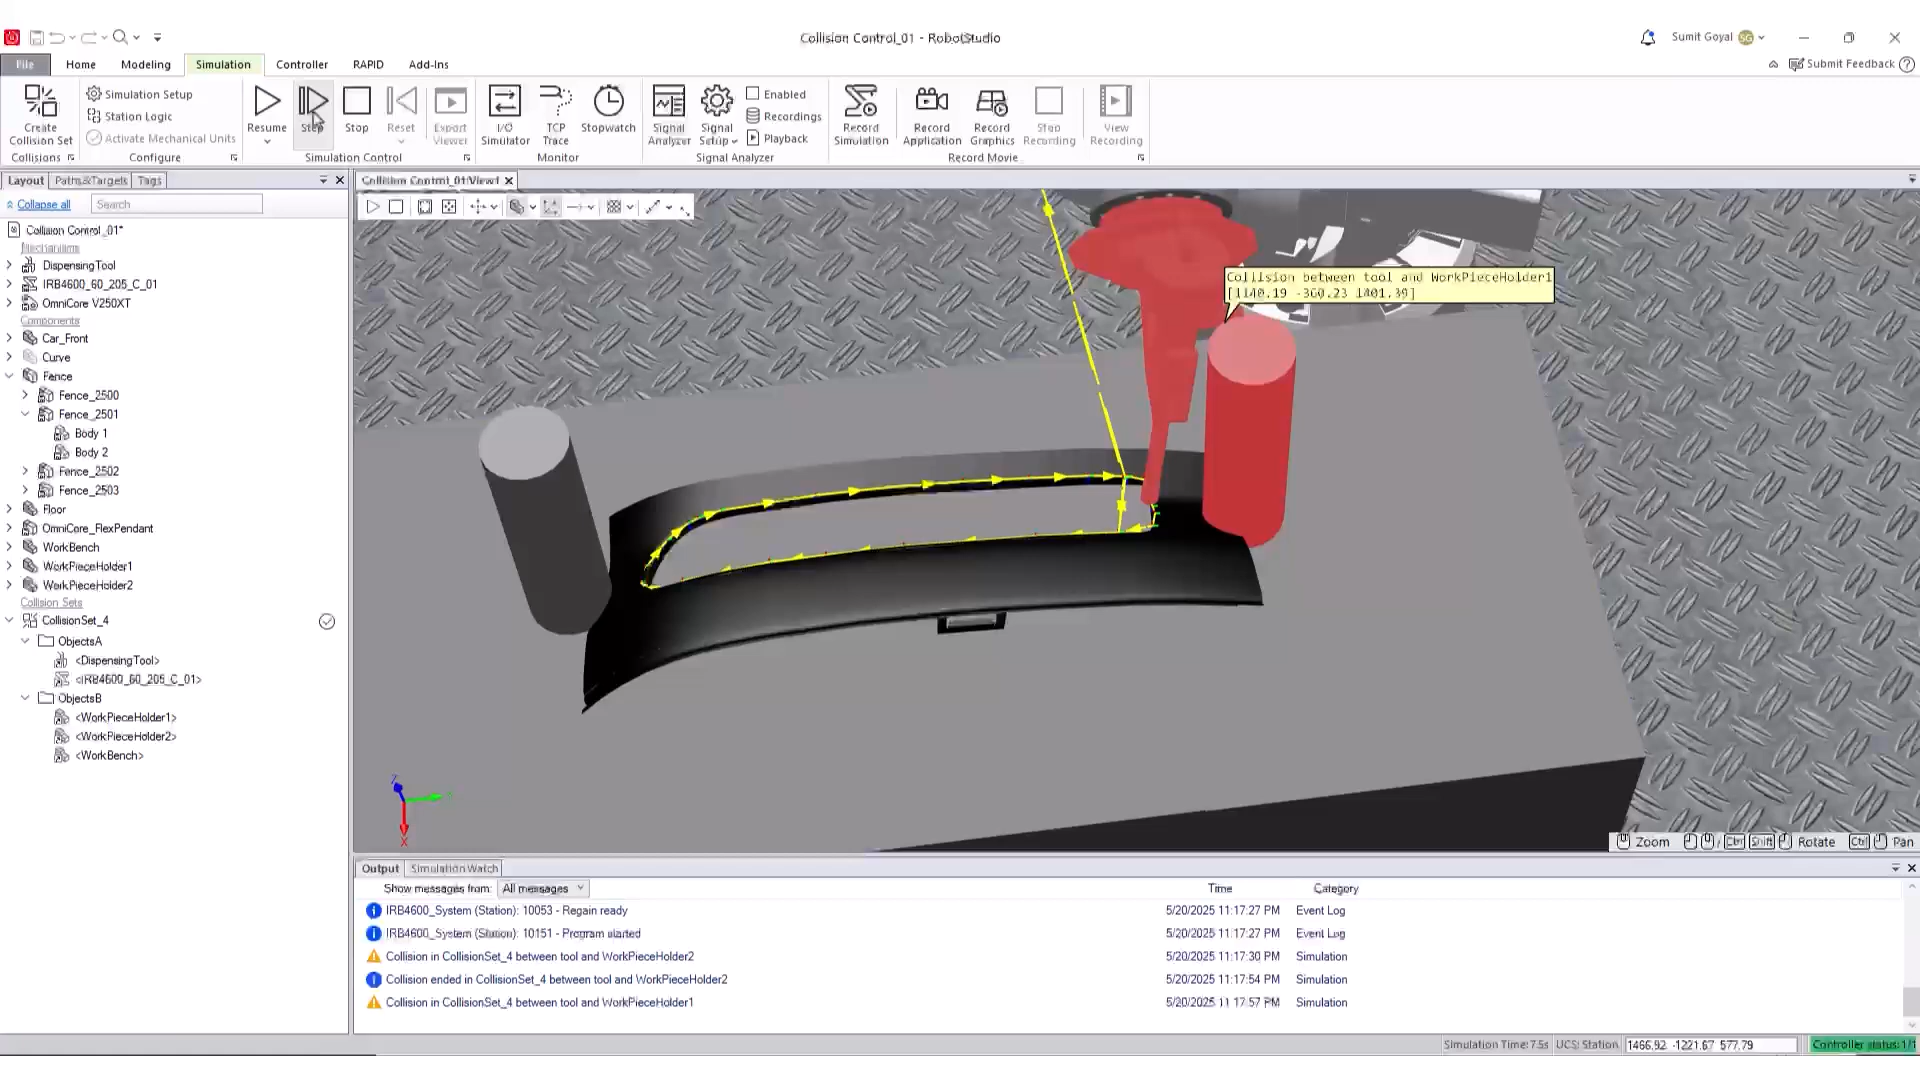 Collision Control_01 - RobotStudio
Sumit Goyal
SG
File
Home
Modeling
Simulation
Controller
RAPID
Add-Ins
Submit Feedback
Create
Collision Set
Collisions
Simulation Setup
Station Logic
Activate Mechanical Units
Configure
Resume
Step
Stop
Reset
Export
Viewer
Simulation Control
I/O
Simulator
TCP
Trace
Stopwatch
Monitor
Signal
Analyzer
Signal
Setup
Enabled
Recordings
Playback
Signal Analyzer
Record
Simulation
Record
Application
Record
Graphics
Stop
Recording
Record Movie
View
Recording
Layout
Paths&Targets
Tags
Collapse all
Search
Collision Control_01*
Mechanisms
DispensingTool
IRB4600_60_205_C_01
OmniCore V250XT
Components
Car_Front
Curve
Fence
Fence_2500
Fence_2501
Body 1
Body 2
Fence_2502
Fence_2503
Floor
OmniCore_FlexPendant
WorkBench
WorkPieceHolder1
WorkPieceHolder2
Collision Sets
CollisionSet_4
ObjectsA
<DispensingTool>
<IRB4600_60_205_C_01>
ObjectsB
<WorkPieceHolder1>
<WorkPieceHolder2>
<WorkBench>
Collision Control_01:View1
Collision between tool and WorkPieceHolder1
[1140.19 -360.23 1401.39]
Z
X
Zoom
Ctrl
Shift
Rotate
Ctrl
Pan
Output
Simulation Watch
Show messages from:
All messages
Time
Category
IRB4600_System (Station): 10053 - Regain ready
5/20/2025 11:17:27 PM
Event Log
IRB4600_System (Station): 10151 - Program started
5/20/2025 11:17:27 PM
Event Log
Collision in CollisionSet_4 between tool and WorkPieceHolder2
5/20/2025 11:17:30 PM
Simulation
Collision ended in CollisionSet_4 between tool and WorkPieceHolder2
5/20/2025 11:17:54 PM
Simulation
Collision in CollisionSet_4 between tool and WorkPieceHolder1
5/20/2025 11:17:57 PM
Simulation
Simulation Time: 7.5s
UCS: Station
1466.92 -1221.67 577.79
Controller status: 1/1